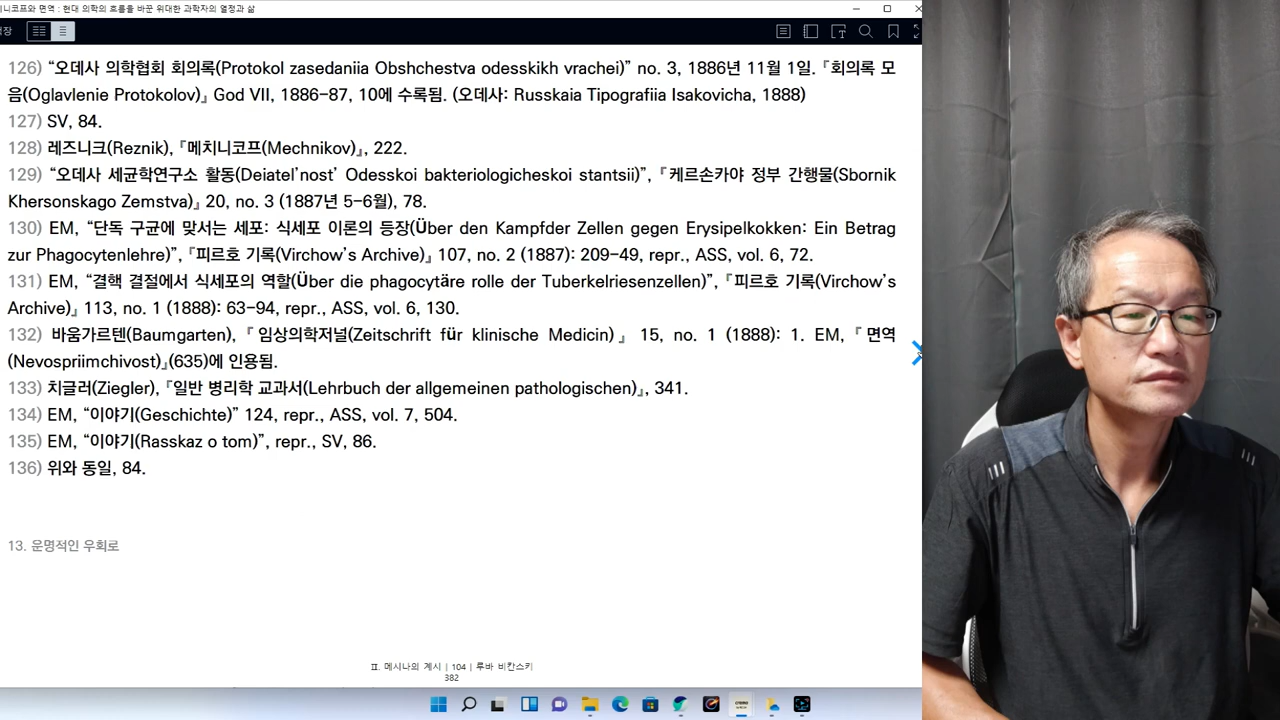 니코프와 면역 : 현대 의학의 흐름을 바꾼 위대한 과학자의 열정과 삶
126) “오데사 의학협회 회의록(Protokol zasedaniia Obshchestva odesskikh vrachei)” no. 3, 1886년 11월 1일. 『회의록 모
음(Oglavlenie Protokolov)』 God VII, 1886-87, 10에 수록됨. (오데사: Russkaia Tipografiia Isakovicha, 1888)
127) SV, 84.
128) 레즈니크(Reznik), 『메치니코프(Mechnikov)』, 222.
129) “오데사 세균학연구소 활동(Deiatel’nost’ Odesskoi bakteriologicheskoi stantsii)”, 『케르손카야 정부 간행물(Sbornik
Khersonskago Zemstva)』 20, no. 3 (1887년 5-6월), 78.
130) EM, “단독 구균에 맞서는 세포: 식세포 이론의 등장(Über den Kampfder Zellen gegen Erysipelkokken: Ein Betrag
zur Phagocytenlehre)”, 『피르호 기록(Virchow’s Archive)』 107, no. 2 (1887): 209-49, repr., ASS, vol. 6, 72.
131) EM, “결핵 결절에서 식세포의 역할(Über die phagocytäre rolle der Tuberkelriesenzellen)”, 『피르호 기록(Virchow’s
Archive)』 113, no. 1 (1888): 63-94, repr., ASS, vol. 6, 130.
132) 바움가르텐(Baumgarten), 『임상의학저널(Zeitschrift für klinische Medicin)』 15, no. 1 (1888): 1. EM, 『면역
(Nevospriimchivost)』(635)에 인용됨.
133) 치글러(Ziegler), 『일반 병리학 교과서(Lehrbuch der allgemeinen pathologischen)』, 341.
134) EM, “이야기(Geschichte)” 124, repr., ASS, vol. 7, 504.
135) EM, “이야기(Rasskaz o tom)”, repr., SV, 86.
136) 위와 동일, 84.
13. 운명적인 우회로
Ⅱ. 메시나의 계시 | 104 | 루바 비칸스키
382